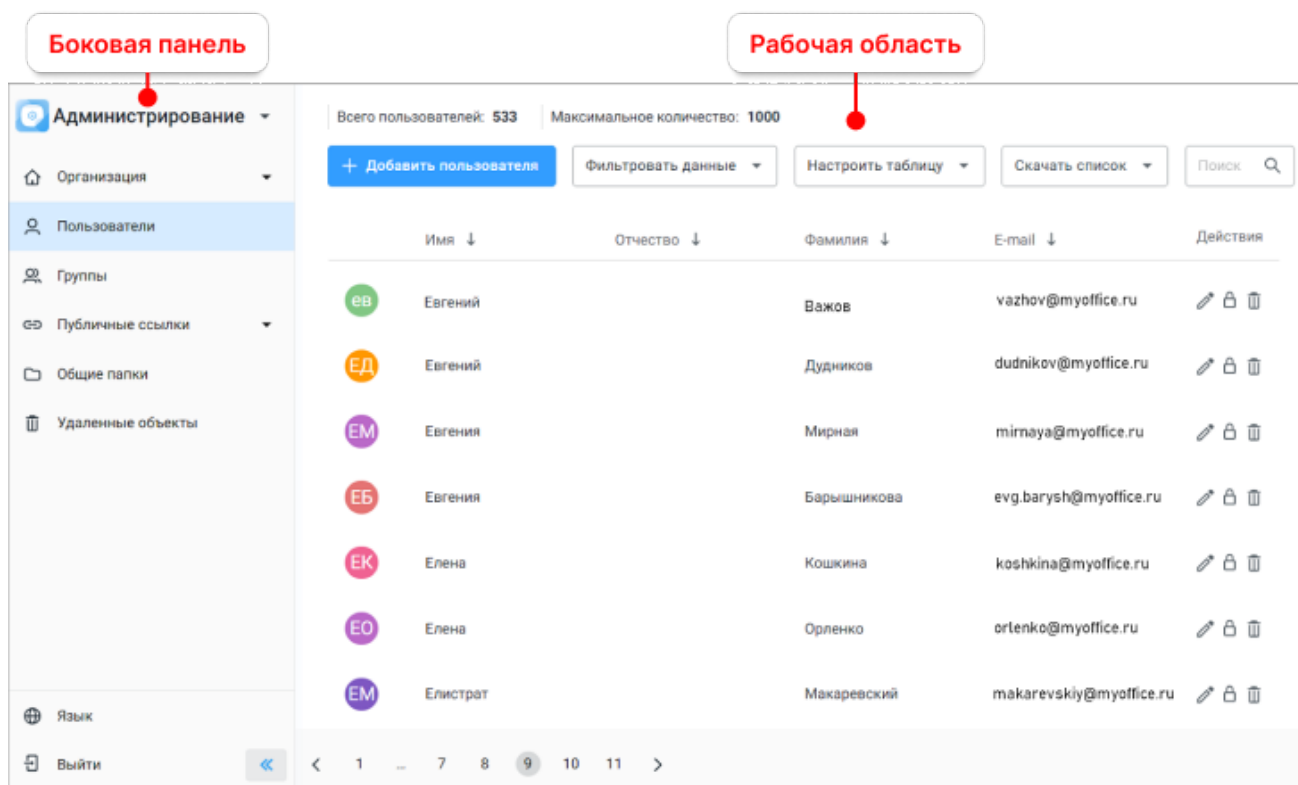 Боковая панель
Рабочая область
Администрирование
Организация
Пользователи
Группы
Публичные ссылки
Общие папки
Удаленные объекты
Язык
Выйти
Всего пользователей: 533 Максимальное количество: 1000
+ Добавить пользователя Фильтровать данные Настроить таблицу Скачать список Поиск
Имя ↓ Отчество ↓ Фамилия ↓ E-mail ↓ Действия
ев Евгений Важов vazhov@myoffice.ru
ЕД Евгений Дудников dudnikov@myoffice.ru
ЕМ Евгения Мирная mirnaya@myoffice.ru
ЕБ Евгения Барышникова evg.barysh@myoffice.ru
ЕК Елена Кошкина koshkina@myoffice.ru
ЕО Елена Орленко orlenko@myoffice.ru
ЕМ Елистрат Макаревский makarevskiy@myoffice.ru
< 1 ... 7 8 9 10 11 >